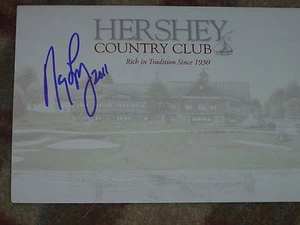 HERSHEY
COUNTRY CLUB
Rich in Tradition Since 1930
2011